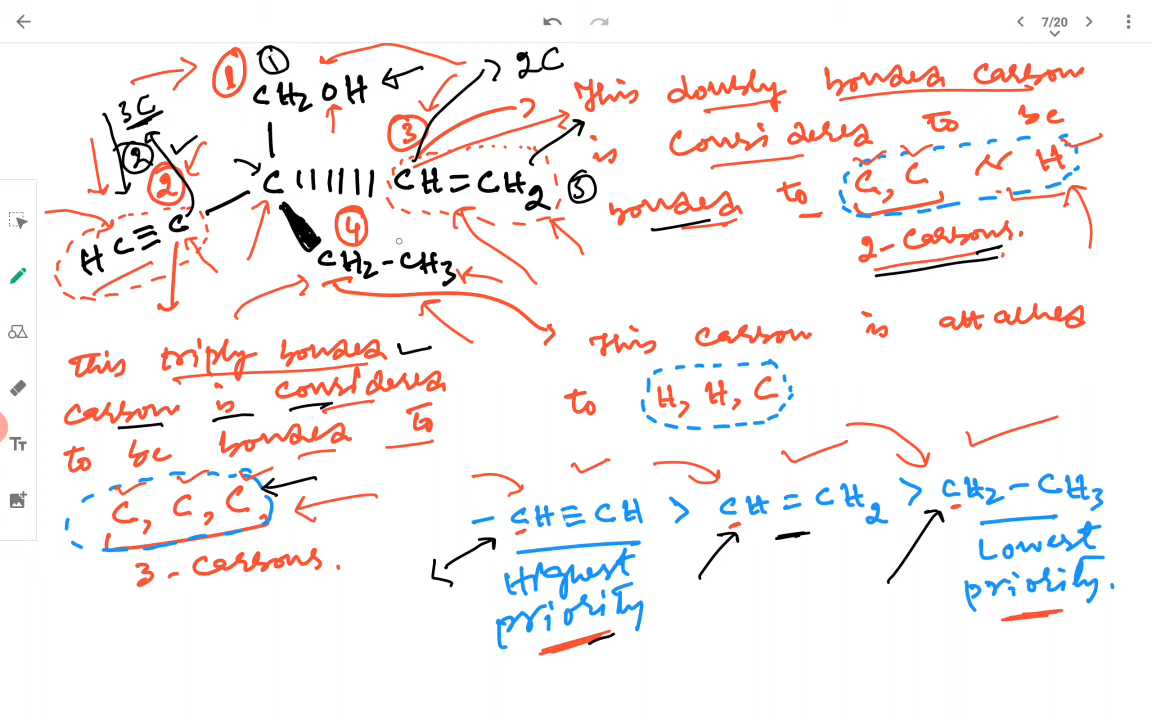 7/20
① ①
CH2OH
2C
3C
②
②
③
C CH=CH2 ③
HC≡C
④
CH2-CH3
This doubly bonded carbon
is considered to be
bonded to C, C ~ H
2-carbons.
This triply bonded
carbon is considered
to be bonded to
C, C, C
3-carbons.
This carbon is attached
to H, H, C
-CH≡CH > CH=CH2 > CH2-CH3
Highest priority
Lowest priority.
Tт